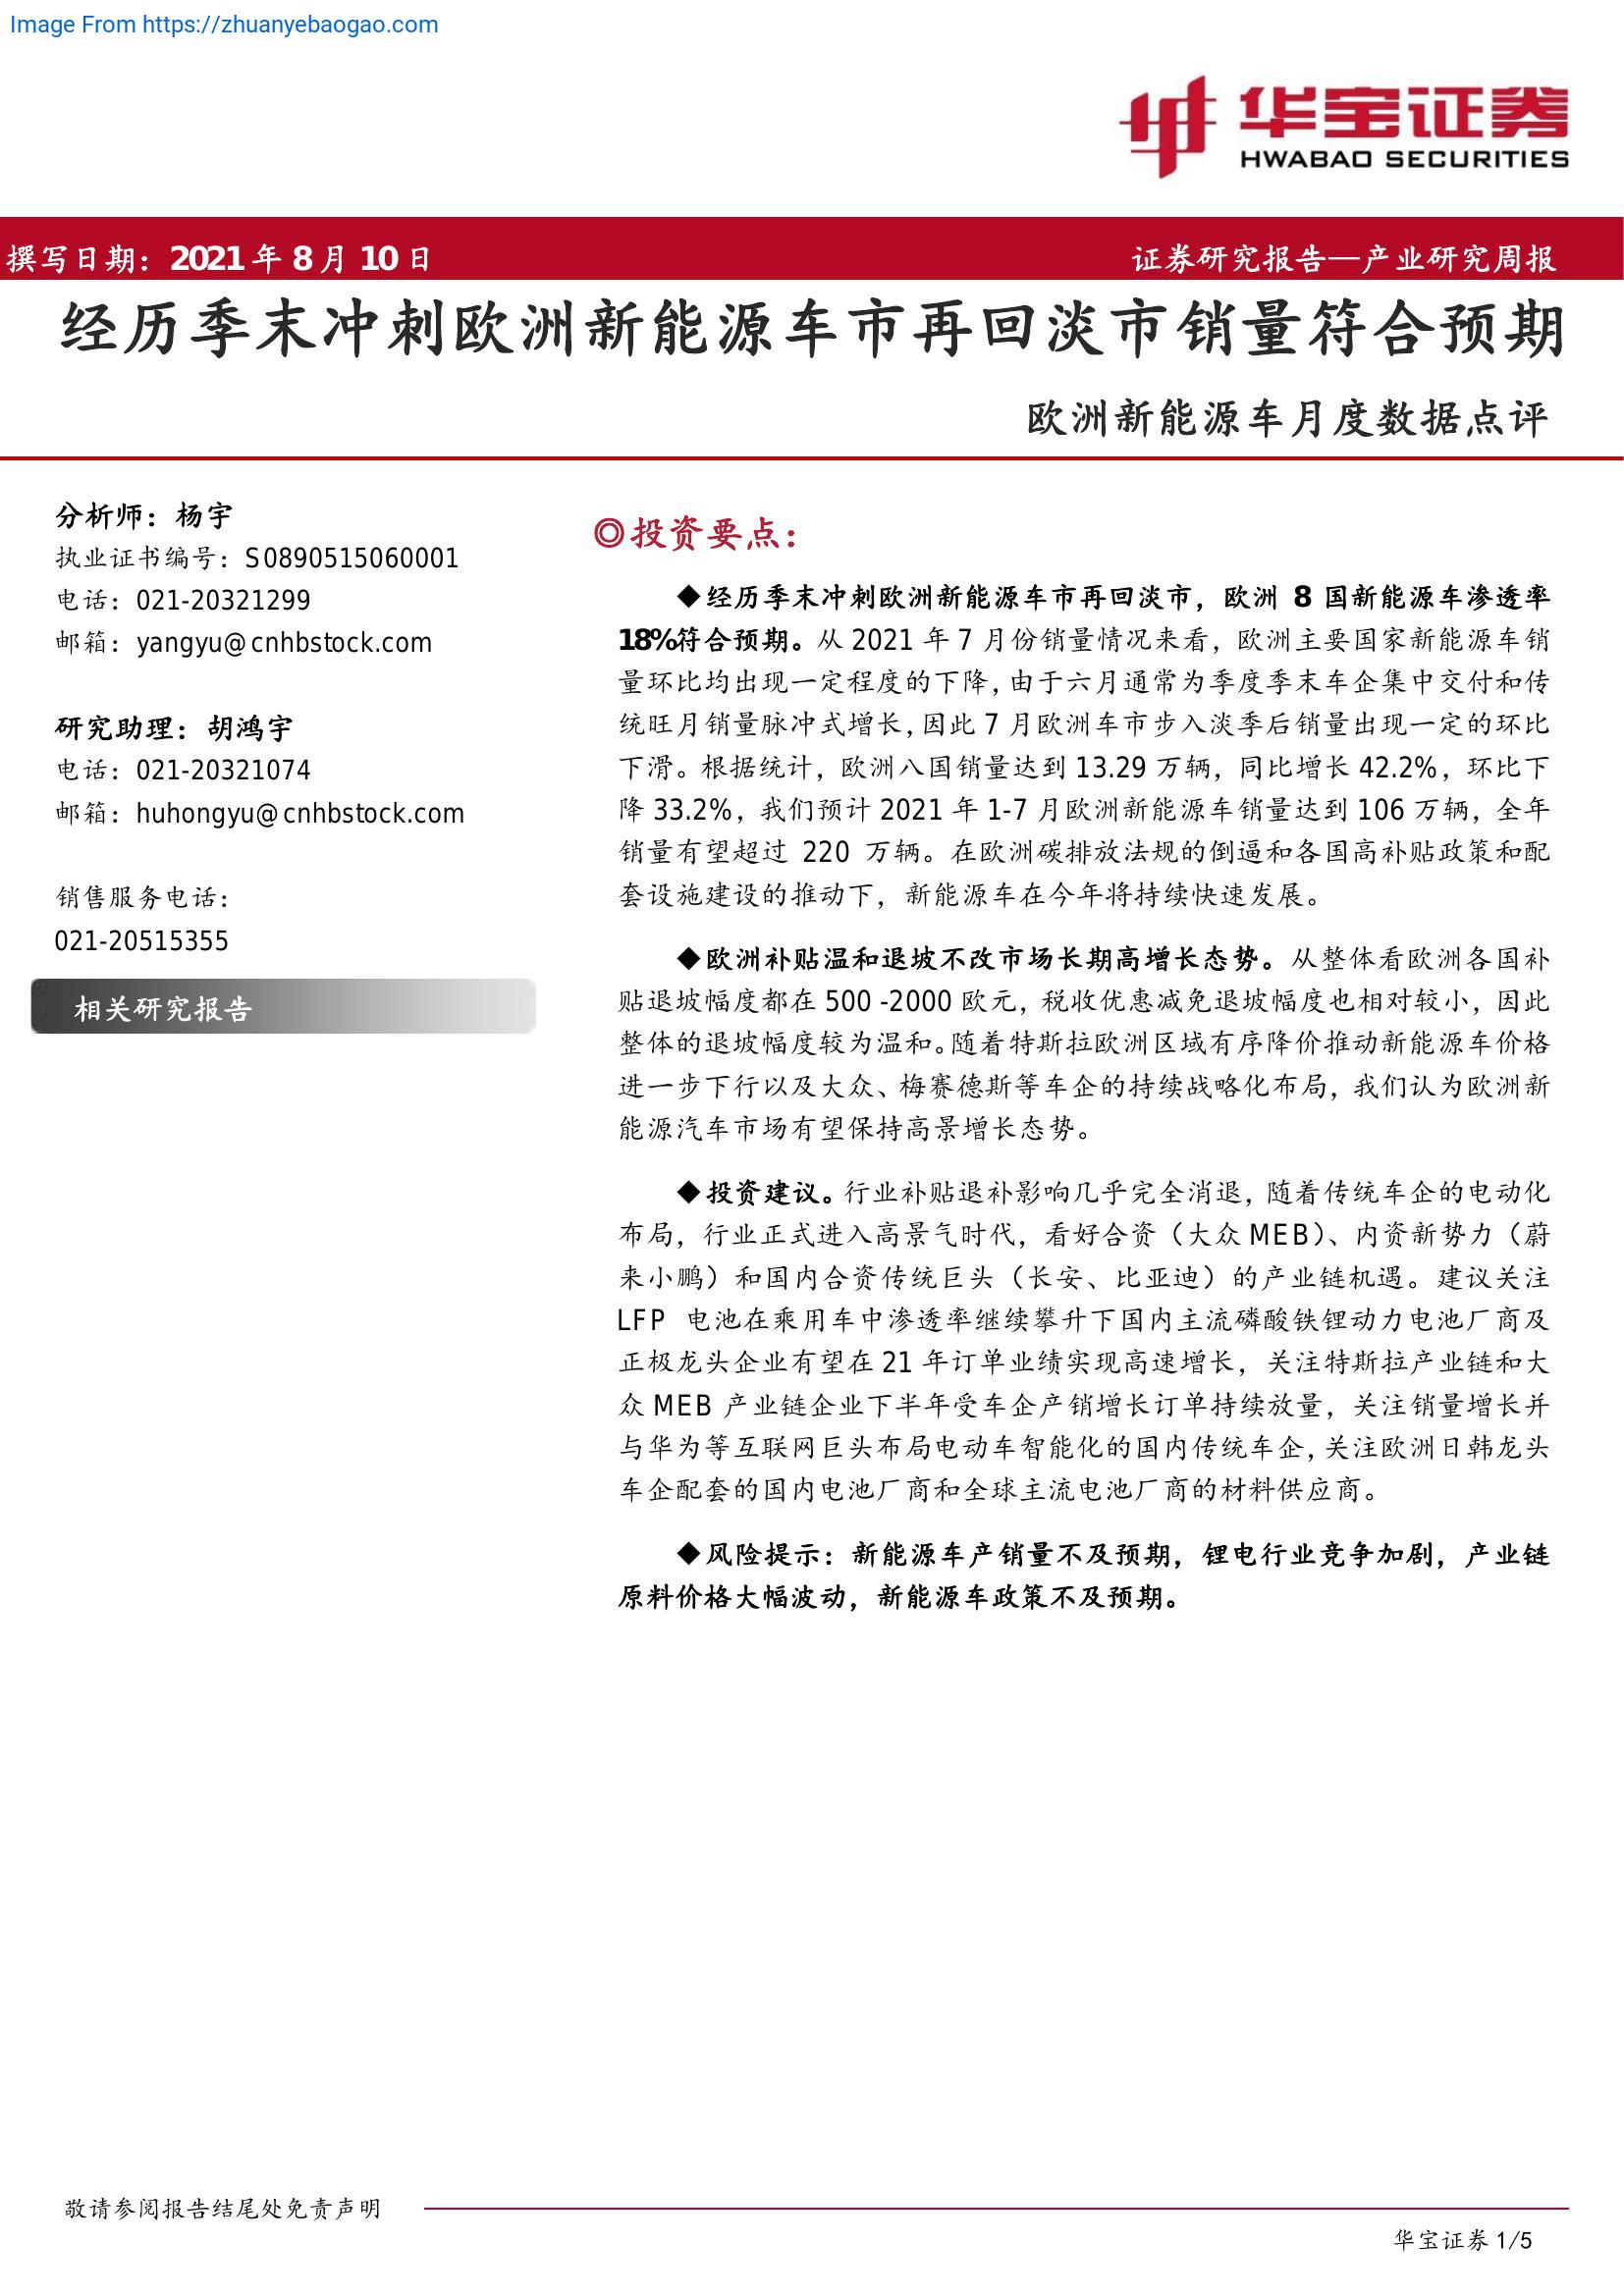 Image From https://zhuanyebaogao.com
华宝证券
HWABAO SECURITIES
撰写日期：2021 年 8 月 10 日
证券研究报告—产业研究周报
经历季末冲刺欧洲新能源车市再回淡市销量符合预期
欧洲新能源车月度数据点评
分析师：杨宇
执业证书编号：S0890515060001
电话：021-20321299
邮箱：yangyu@cnhbstock.com
研究助理：胡鸿宇
电话：021-20321074
邮箱：huhongyu@cnhbstock.com
销售服务电话：
021-20515355
相关研究报告
◎投资要点：
◆经历季末冲刺欧洲新能源车市再回淡市，欧洲 8 国新能源车渗透率
18%符合预期。从 2021 年 7 月份销量情况来看，欧洲主要国家新能源车销
量环比均出现一定程度的下降，由于六月通常为季度季末车企集中交付和传
统旺月销量脉冲式增长，因此 7 月欧洲车市步入淡季后销量出现一定的环比
下滑。根据统计，欧洲八国销量达到 13.29 万辆，同比增长 42.2%，环比下
降 33.2%，我们预计 2021 年 1-7 月欧洲新能源车销量达到 106 万辆，全年
销量有望超过 220 万辆。在欧洲碳排放法规的倒逼和各国高补贴政策和配
套设施建设的推动下，新能源车在今年将持续快速发展。
◆欧洲补贴温和退坡不改市场长期高增长态势。从整体看欧洲各国补
贴退坡幅度都在 500 -2000 欧元，税收优惠减免退坡幅度也相对较小，因此
整体的退坡幅度较为温和。随着特斯拉欧洲区域有序降价推动新能源车价格
进一步下行以及大众、梅赛德斯等车企的持续战略化布局，我们认为欧洲新
能源汽车市场有望保持高景增长态势。
◆投资建议。行业补贴退补影响几乎完全消退，随着传统车企的电动化
布局，行业正式进入高景气时代，看好合资（大众 MEB）、内资新势力（蔚
来小鹏）和国内合资传统巨头（长安、比亚迪）的产业链机遇。建议关注
LFP 电池在乘用车中渗透率继续攀升下国内主流磷酸铁锂动力电池厂商及
正极龙头企业有望在 21 年订单业绩实现高速增长，关注特斯拉产业链和大
众 MEB 产业链企业下半年受车企产销增长订单持续放量，关注销量增长并
与华为等互联网巨头布局电动车智能化的国内传统车企，关注欧洲日韩龙头
车企配套的国内电池厂商和全球主流电池厂商的材料供应商。
◆风险提示：新能源车产销量不及预期，锂电行业竞争加剧，产业链
原料价格大幅波动，新能源车政策不及预期。
敬请参阅报告结尾处免责声明
华宝证券 1/5